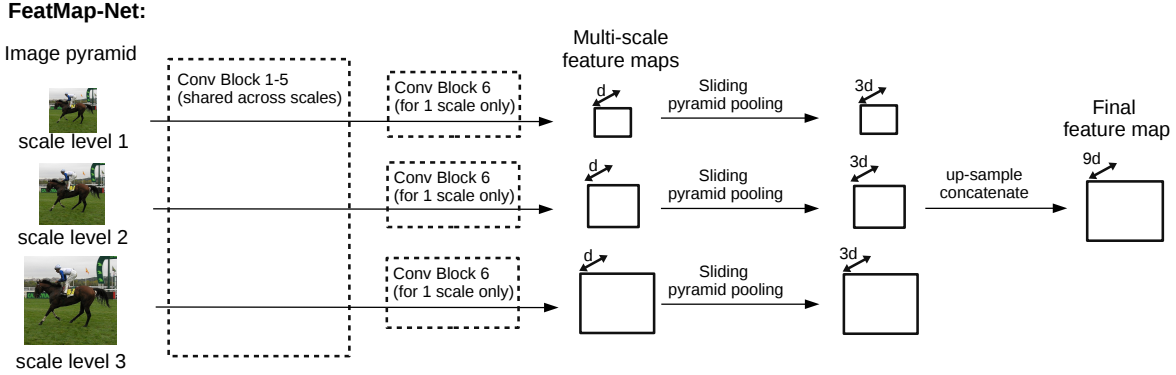 FeatMap-Net:
Image pyramid
scale level 1
scale level 2
scale level 3
Conv Block 1-5
(shared across scales)
Conv Block 6
(for 1 scale only)
Conv Block 6
(for 1 scale only)
Conv Block 6
(for 1 scale only)
Multi-scale
feature maps
d
d
d
Sliding
pyramid pooling
Sliding
pyramid pooling
Sliding
pyramid pooling
3d
3d
3d
up-sample
concatenate
Final
feature map
9d